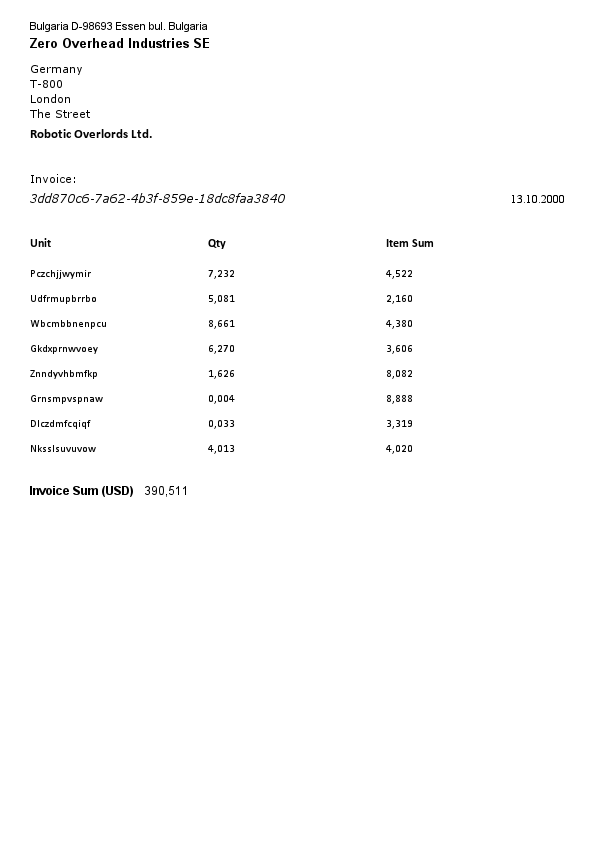 Bulgaria D-98693 Essen bul. Bulgaria
Zero Overhead Industries SE
Germany
T-800
London
The Street
Robotic Overlords Ltd.
Invoice:
3dd870c6-7a62-4b3f-859e-18dc8faa3840 13.10.2000
Unit Qty Item Sum
Pczchjjwymir 7,232 4,522
Udfrmupbrrbo 5,081 2,160
Wbcmbbnenpcu 8,661 4,380
Gkdxprnwvoey 6,270 3,606
Znndyvhbmfkp 1,626 8,082
Grnsmpvspnaw 0,004 8,888
Dlczdmfcqiqf 0,033 3,319
Nksslsuvuvow 4,013 4,020
Invoice Sum (USD) 390,511